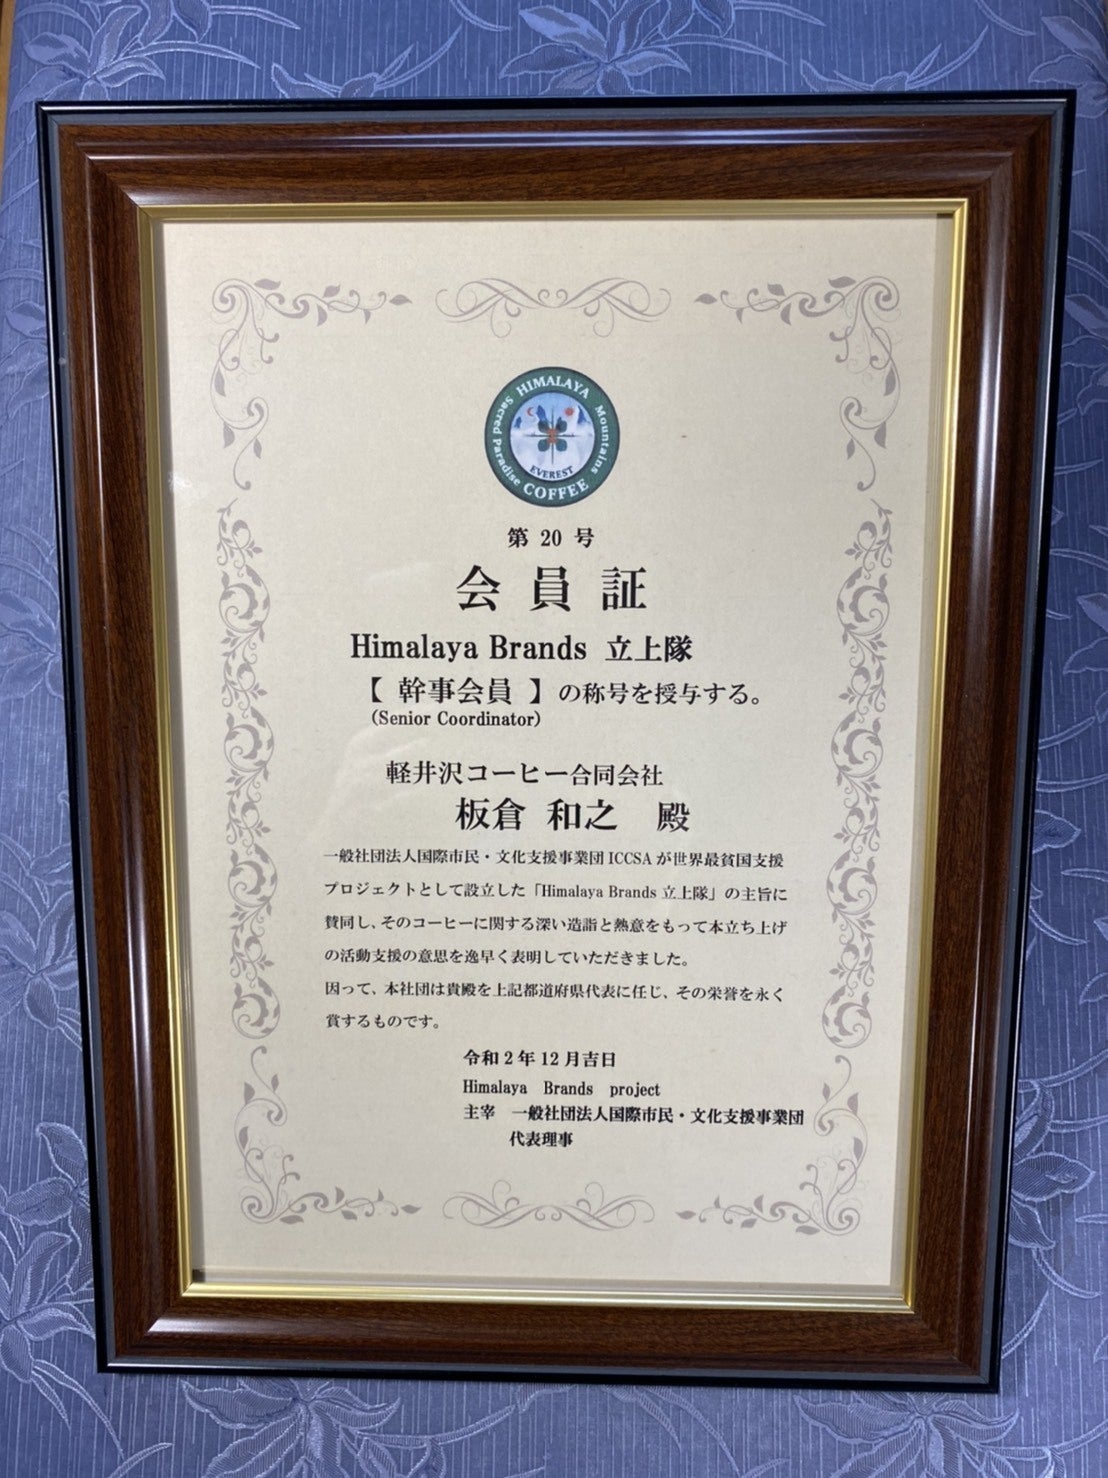 HIMALAYA Mountains
Sacred Paradise
EVEREST
COFFEE
第 20 号
会 員 証
Himalaya Brands 立上隊
【 幹事会員 】の称号を授与する。
(Senior Coordinator)
軽井沢コーヒー合同会社
板倉 和之 殿
一般社団法人国際市民・文化支援事業団ICCSAが世界最貧国支援
プロジェクトとして設立した「Himalaya Brands 立上隊」の主旨に
賛同し、そのコーヒーに関する深い造詣と熱意をもって本立ち上げ
の活動支援の意思を逸早く表明していただきました。
因って、本社団は貴殿を上記都道府県代表に任じ、その栄誉を永く
賞するものです。
令和2年12月吉日
Himalaya Brands project
主宰 一般社団法人国際市民・文化支援事業団
代表理事